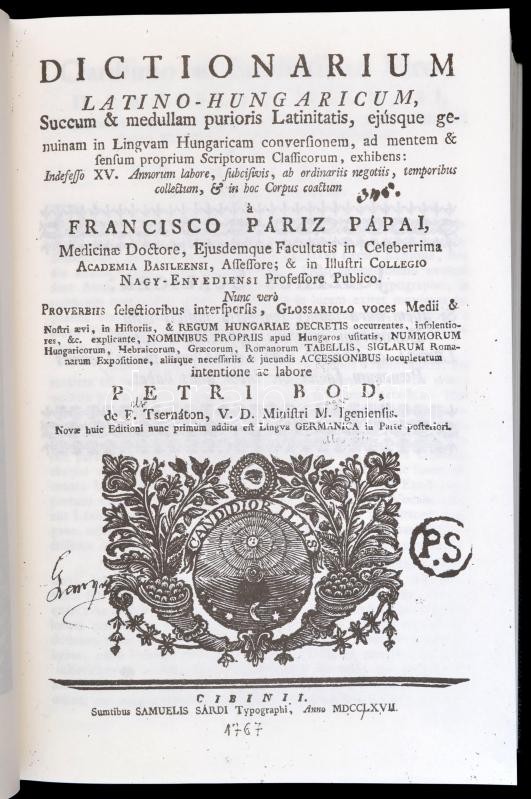 DICTIONARIUM
LATINO-HUNGARICUM,
Succum & medullam purioris Latinitatis, ejúsque ge-
nuinam in Lingvam Hungaricam conversionem, ad mentem &
sensum proprium Scriptorum Classicorum, exhibens:
Indefesso XV. Annorum labore, subcisivis, ab ordinariis negotiis, temporibus
collectum, & in hoc Corpus coactum
à
FRANCISCO PÁRIZ PÁPAI,
Medicinæ Doctore, Ejusdemque Facultatis in Celeberrima
ACADEMIA BASILEENSI, Assessore; & in Illustri COLLEGIO
NAGY-ENYEDIENSI Professore Publico.
Nunc verò
PROVERBIIS selectioribus interspersis, GLOSSARIOLO voces Medii &
Nostri ævi, in Historiis, & REGUM HUNGARIÆ DECRETIS occurrentes, insolentio-
res, &c. explicante, NOMINIBUS PROPRIIS apud Hungaros usitatis, NUMMORUM
Hungaricorum, Hebraicorum, Græcorum, Romanorum TABELLIS, SIGLARUM Roma-
narum Expositione, aliisque necessariis & jucundis ACCESSIONIBUS locupletatum
intentione ac labore
PETRI BOD,
de F. Tsernáton, V. D. Ministri M. Igeniensis.
Novæ huic Editioni nunc primùm addita est Lingva GERMANICA in Parte posteriori.
CANDIDIOR ILLIS
P.S
CIBINII.
Sumtibus SAMUELIS SÁRDI Typographi, Anno MDCCLXVII.
1767